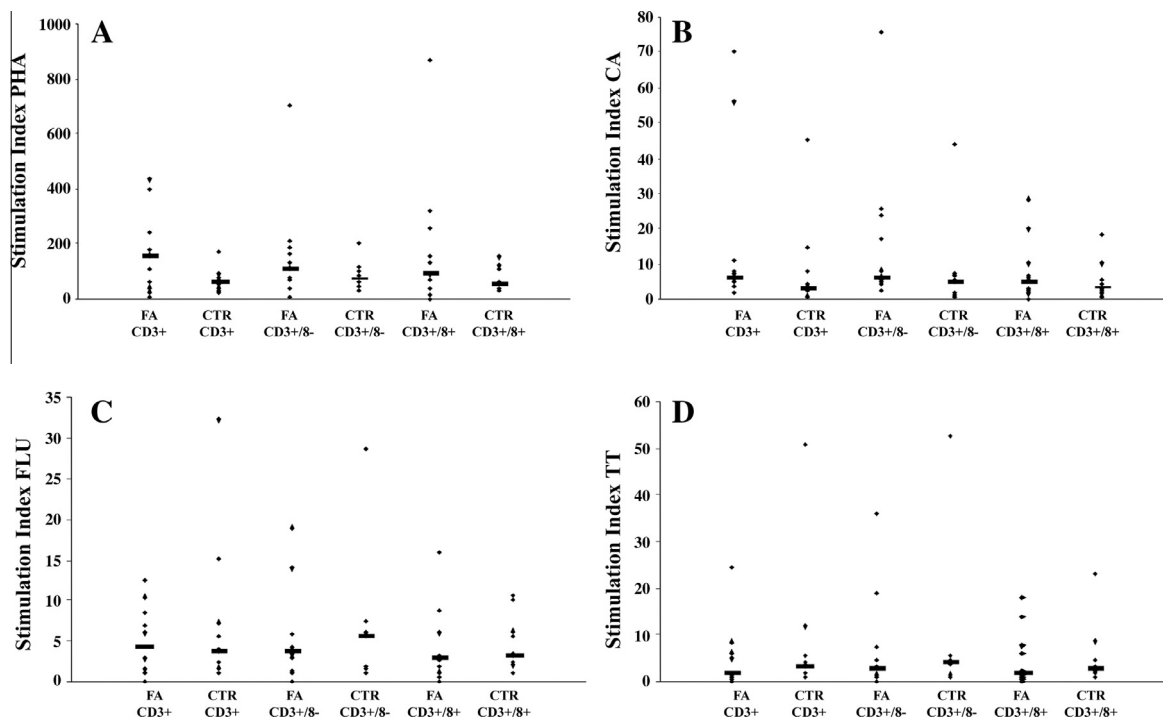 A
Stimulation Index PHA
1000
800
600
400
200
0
FA CTR FA CTR FA CTR
CD3+ CD3+ CD3+/8- CD3+/8- CD3+/8+ CD3+/8+
B
Stimulation Index CA
80
70
60
50
40
30
20
10
0
FA CTR FA CTR FA CTR
CD3+ CD3+ CD3+/8- CD3+/8- CD3+/8+ CD3+/8+
C
Stimulation Index FLU
35
30
25
20
15
10
5
0
FA CTR FA CTR FA CTR
CD3+ CD3+ CD3+/8- CD3+/8- CD3+/8+ CD3+/8+
D
Stimulation Index TT
60
50
40
30
20
10
0
FA CTR FA CTR FA CTR
CD3+ CD3+ CD3+/8- CD3+/8- CD3+/8+ CD3+/8+